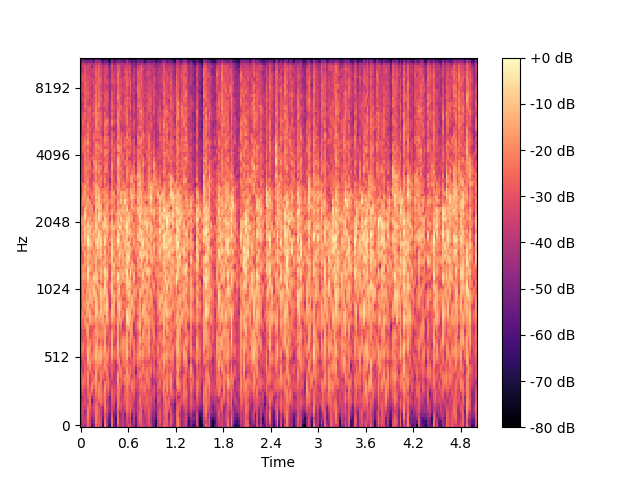 8192
4096
2048
1024
512
0
Hz
0 0.6 1.2 1.8 2.4 3 3.6 4.2 4.8
Time
+0 dB
-10 dB
-20 dB
-30 dB
-40 dB
-50 dB
-60 dB
-70 dB
-80 dB